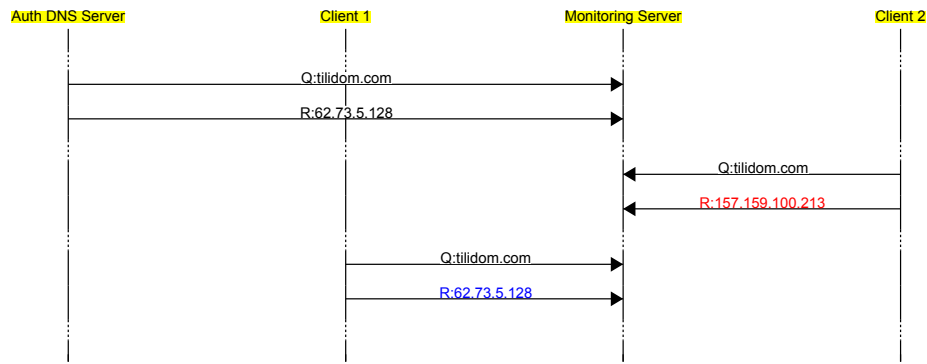 Auth DNS Server
Client 1
Monitoring Server
Client 2
Q:tilidom.com
R:62.73.5.128
Q:tilidom.com
R:157.159.100.213
Q:tilidom.com
R:62.73.5.128